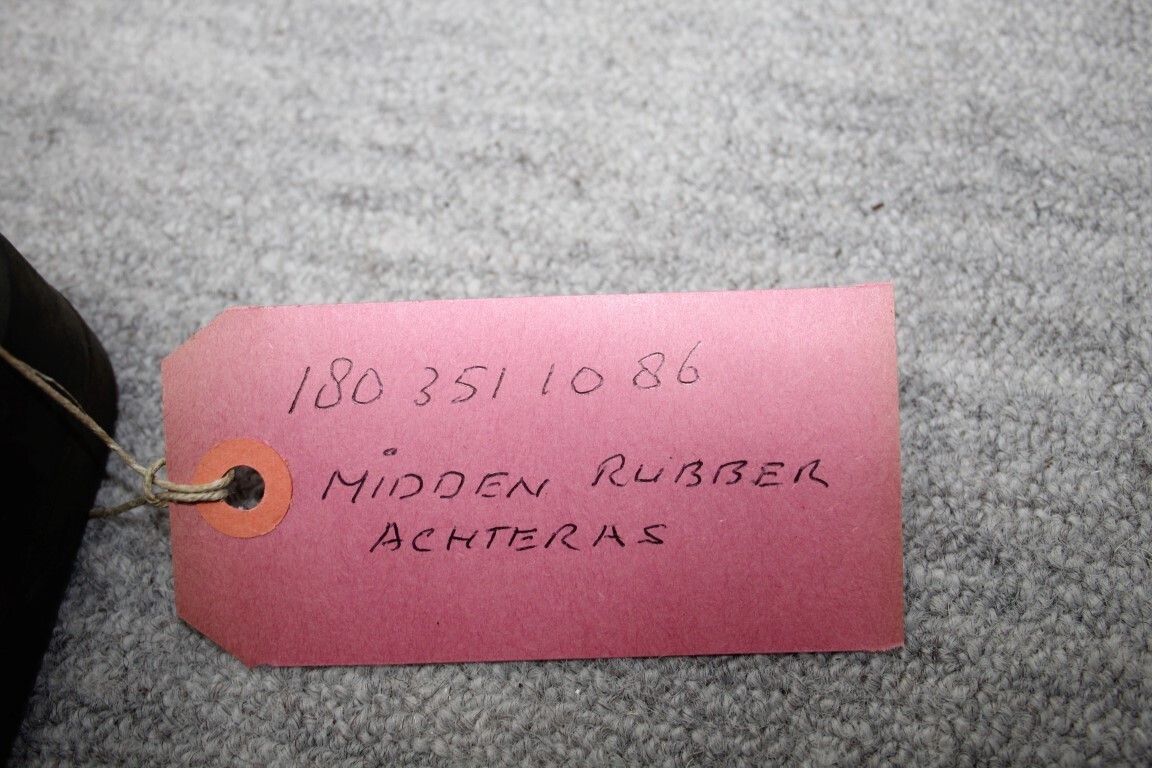 180 351 10 86
MIDDEN RUBBER
ACHTERAS